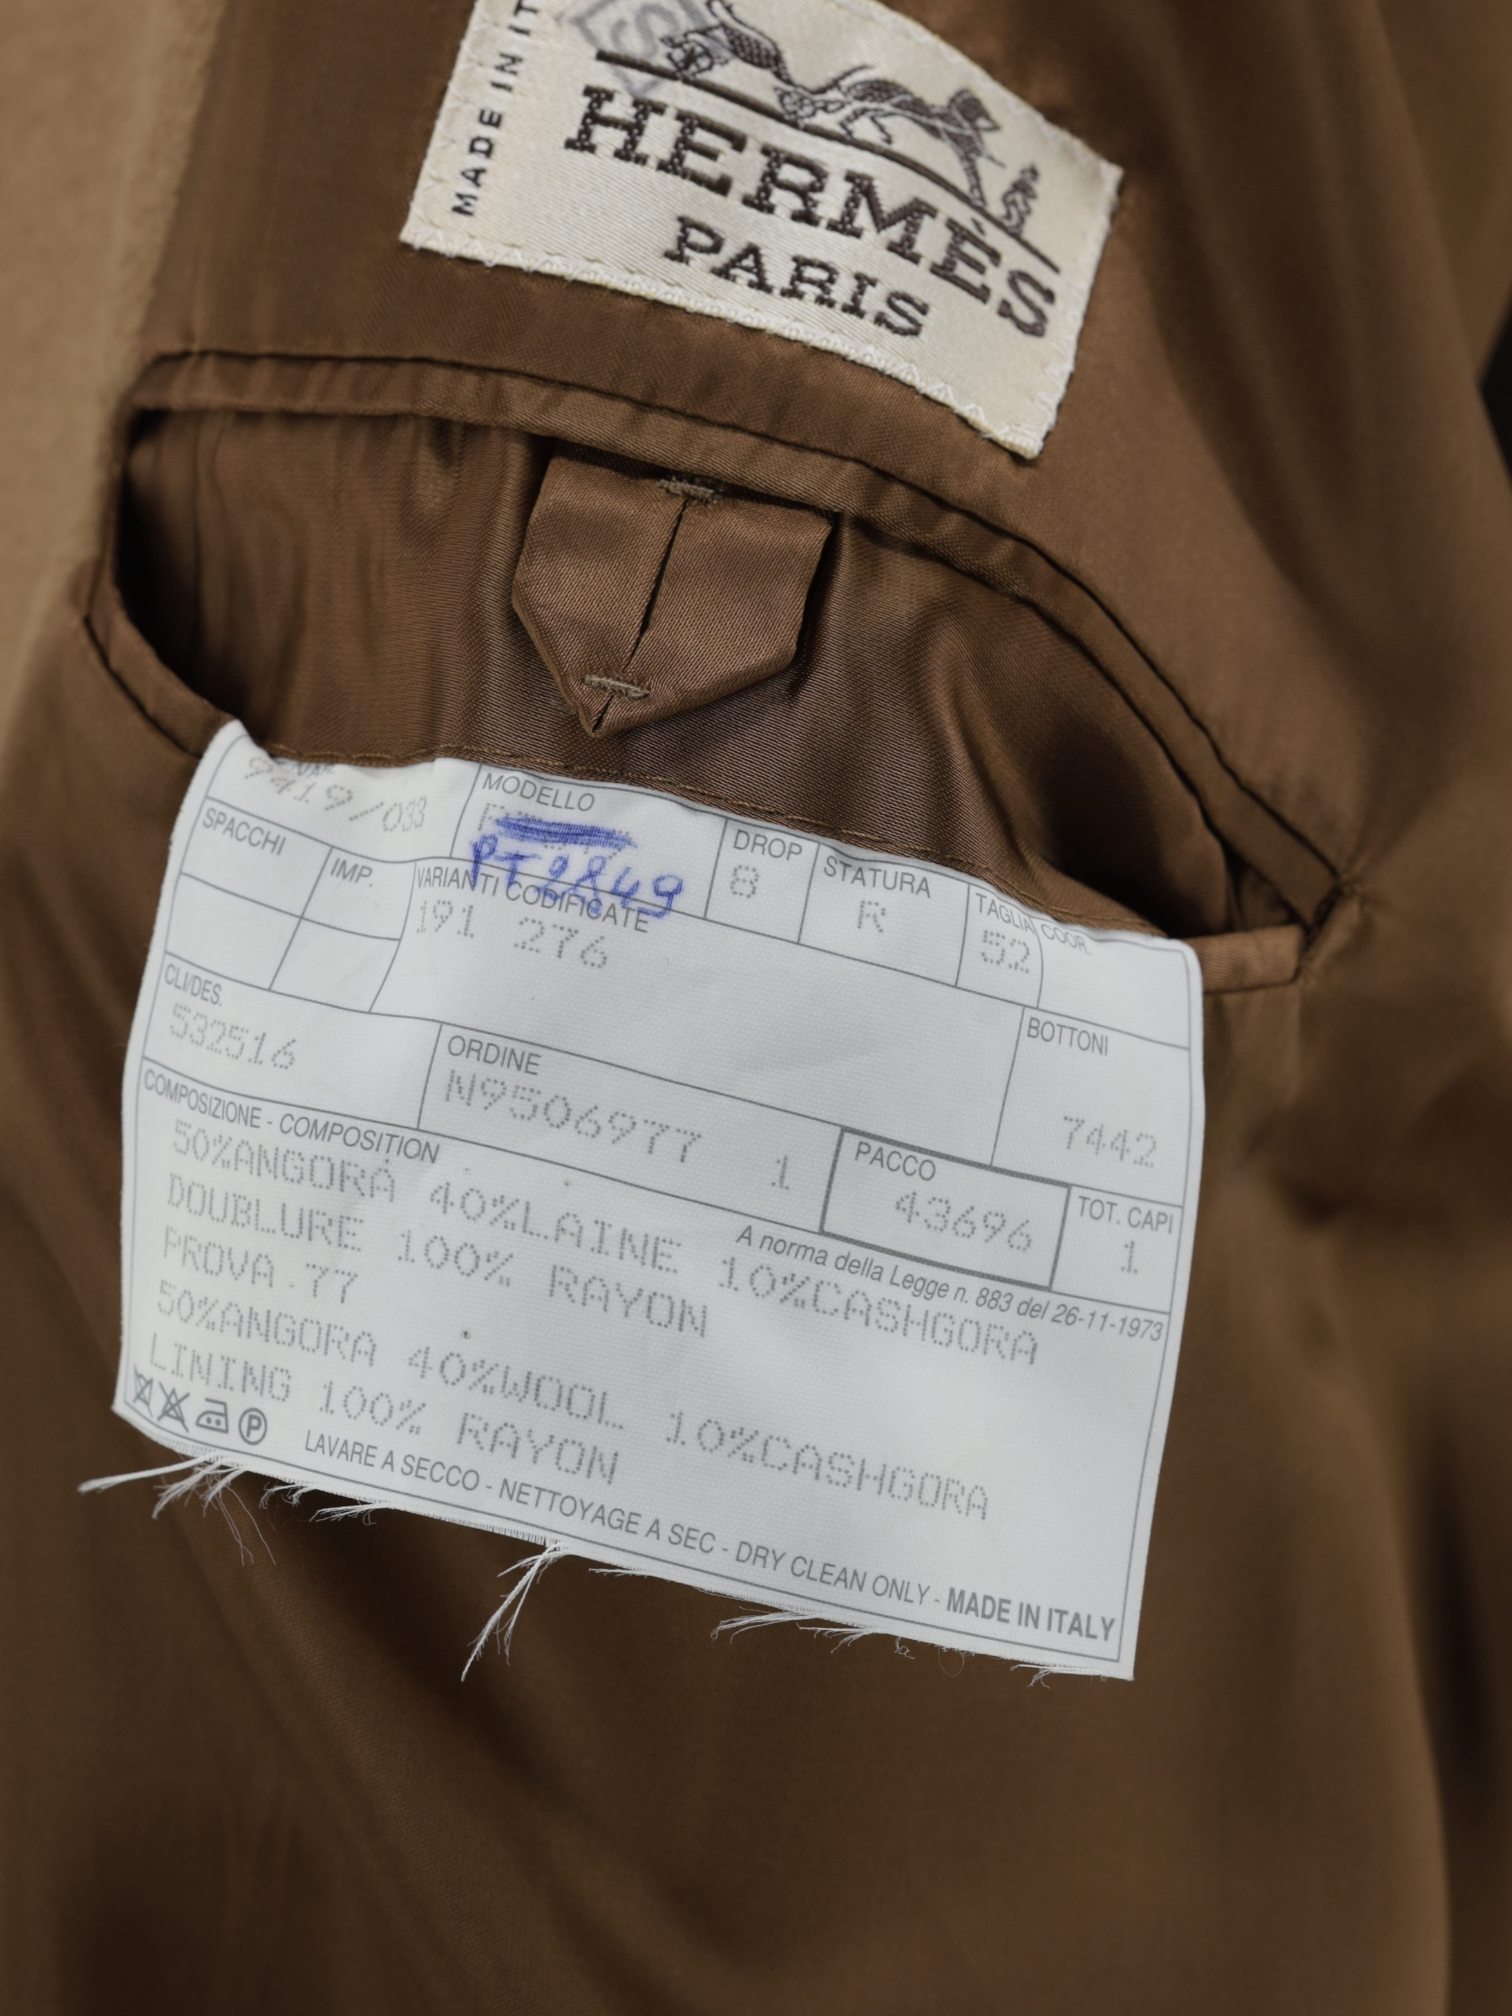 MADE IN IT
HERMÈS
PARIS
9419/033
MODELLO
PT2849
DROP
8
STATURA
R
TAGLIA
52
COOR.
SPACCHI
IMP.
VARIANTI CODIFICATE
191 276
CLI/DES.
532516
ORDINE
N9506977 1
BOTTONI
7442
PACCO
43696
TOT. CAPI
1
COMPOSIZIONE - COMPOSITION
A norma della Legge n. 883 del 26-11-1973
50%ANGORA 40%LAINE 10%CASHGORA
DOUBLURE 100% RAYON
PROVA 77
50%ANGORA 40%WOOL 10%CASHGORA
LINING 100% RAYON
P
LAVARE A SECCO - NETTOYAGE A SEC - DRY CLEAN ONLY - MADE IN ITALY